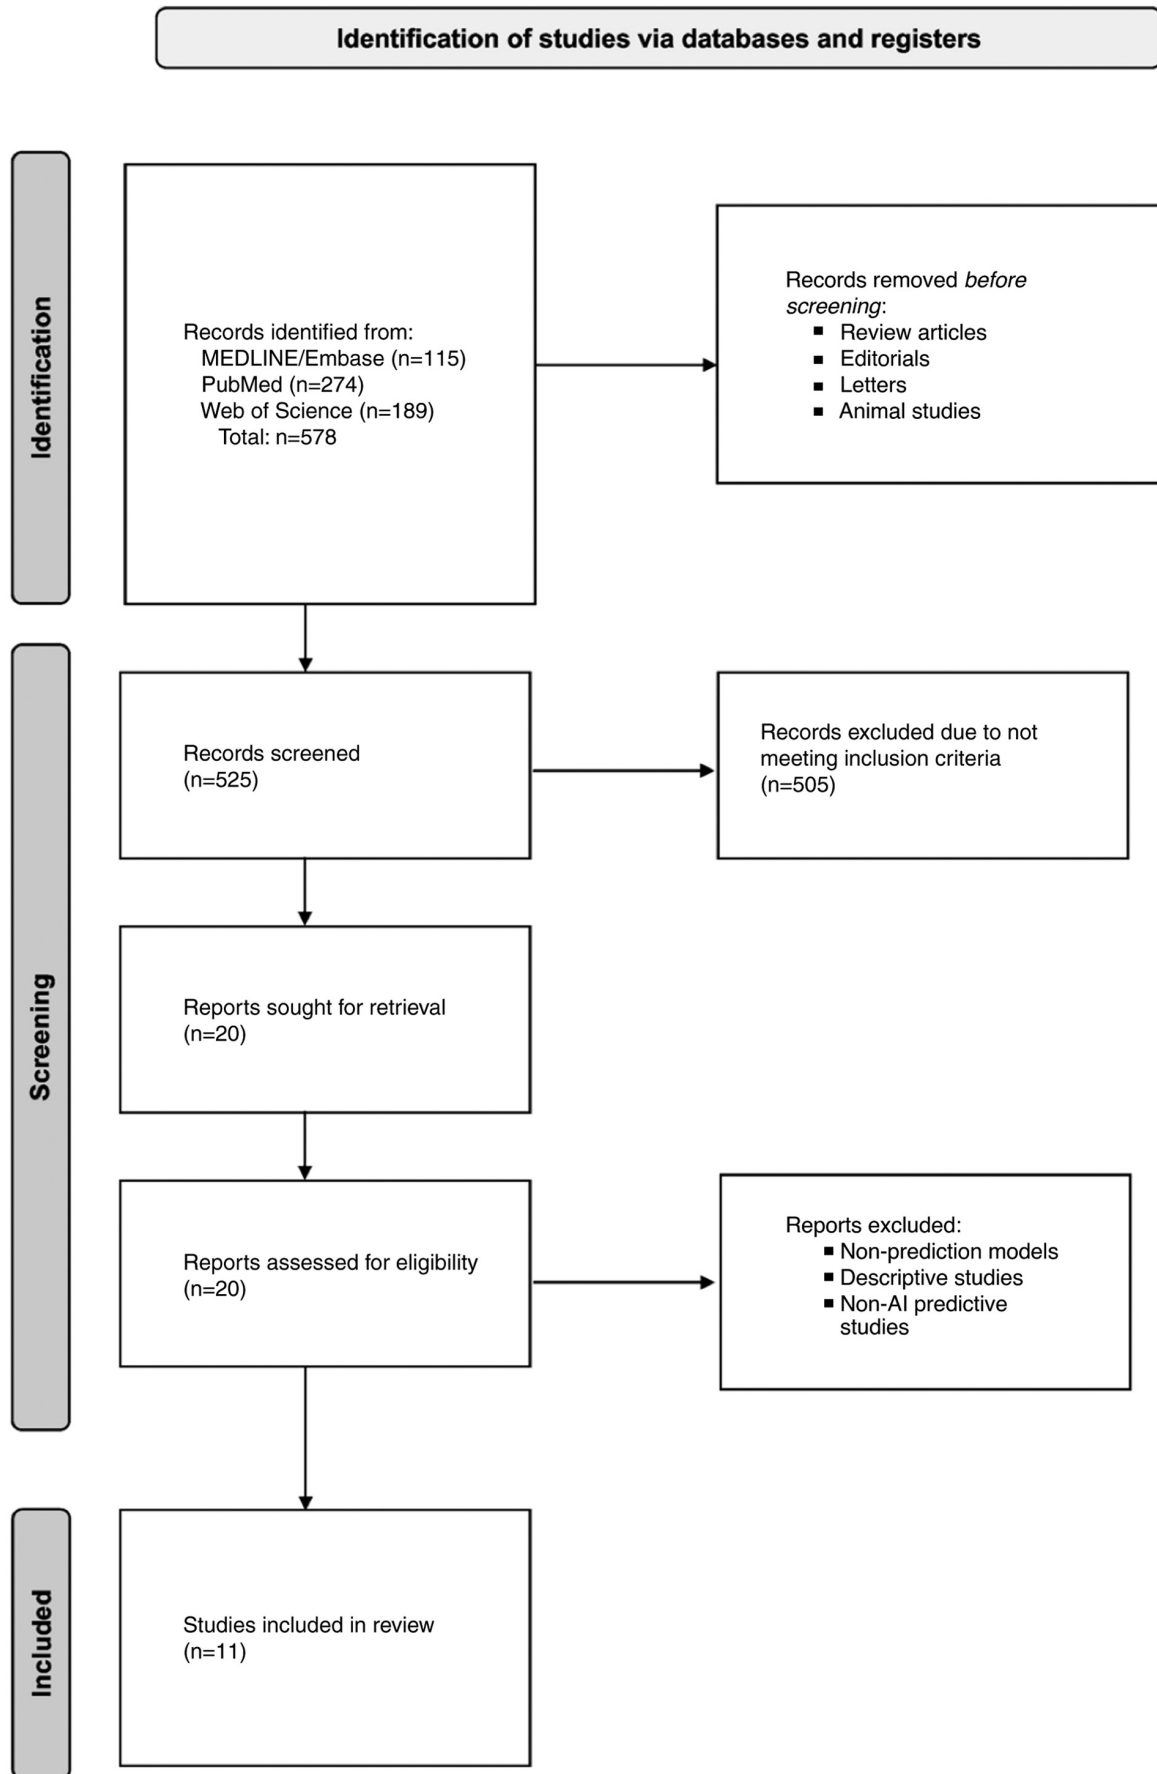 Identification of studies via databases and registers
Identification
Records identified from:
MEDLINE/Embase (n=115)
PubMed (n=274)
Web of Science (n=189)
Total: n=578
Records removed before
screening:
▪ Review articles
▪ Editorials
▪ Letters
▪ Animal studies
Screening
Records screened
(n=525)
Records excluded due to not
meeting inclusion criteria
(n=505)
Reports sought for retrieval
(n=20)
Reports assessed for eligibility
(n=20)
Reports excluded:
▪ Non-prediction models
▪ Descriptive studies
▪ Non-AI predictive
studies
Included
Studies included in review
(n=11)